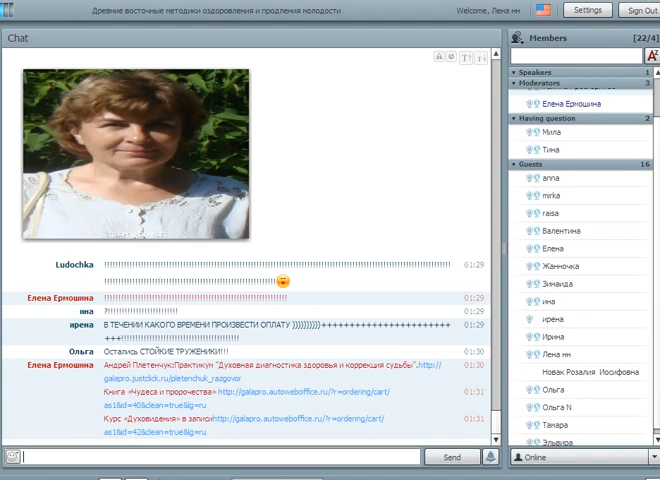 Древние восточные методики оздоровления и продления молодости
Welcome, Лена нн
Settings
Sign Out
Chat
Members
[22/4]
Speakers 1
Moderators 3
Елена Ермошина
Having question 2
Мила
Тина
Guests 16
anna
mirka
raisa
Валентина
Елена
Жанночка
Зинаида
ина
ирена
Ирина
Лена нн
Новак Розалия Иосифовна
Ольга
Ольга N
Тамара
Эльвира
Online
Ludochka 01:29
Елена Ермошина 01:29
ина ?!!!!!!!!!!!!!!!!!!!!!!! 01:29
ирена В ТЕЧЕНИИ КАКОГО ВРЕМЕНИ ПРОИЗВЕСТИ ОПЛАТУ ))))))))))++++++++++++++++++++++++ 01:29
+++!!!!!!!!!!!!!!!!!!!!!!!!!!!!!!!!!!!!
Ольга Остались СТОЙКИЕ ТРУЖЕНИКИ!!! 01:30
Елена Ермошина Андрей Плетенчук:Практикум "Духовная диагностика здоровья и коррекция судьбы".http:// 01:30
galapro.justclick.ru/pletenchuk_razgovor
Книга «Чудеса и пророчества»http://galapro.autoweboffice.ru/?r=ordering/cart/ 01:31
as1&id=40&clean=true&lg=ru
Курс «Духовидения» в записиhttp://galapro.autoweboffice.ru/?r=ordering/cart/ 01:31
as1&id=42&clean=true&lg=ru
Send